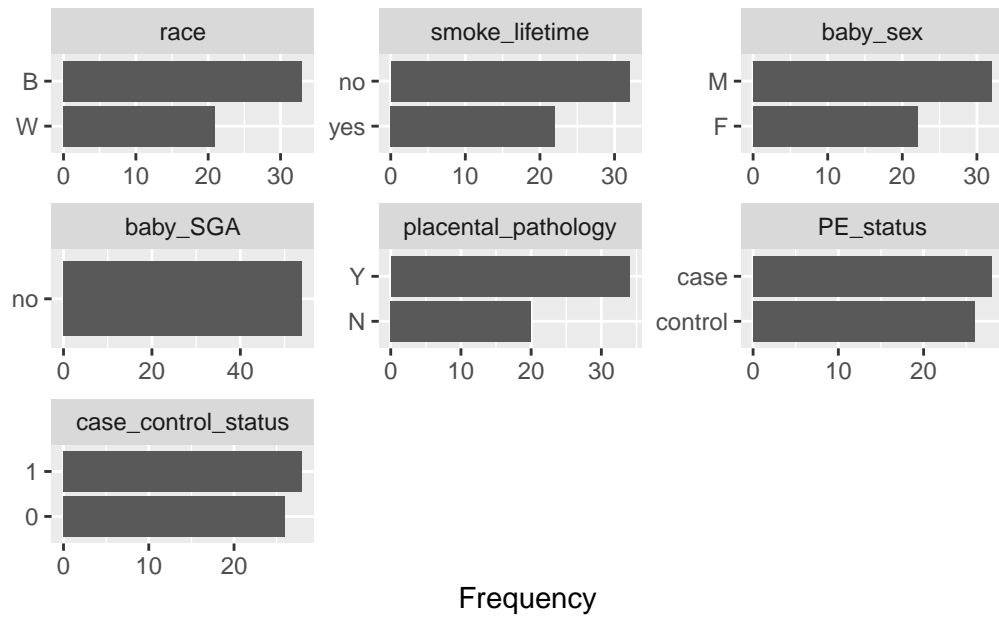 race
smoke_lifetime
baby_sex
B
W
0 10 20 30
no
yes
0 10 20 30
M
F
0 10 20 30
baby_SGA
placental_pathology
PE_status
no
0 20 40
Y
N
0 10 20 30
case
control
0 10 20
case_control_status
1
0
0 10 20
Frequency